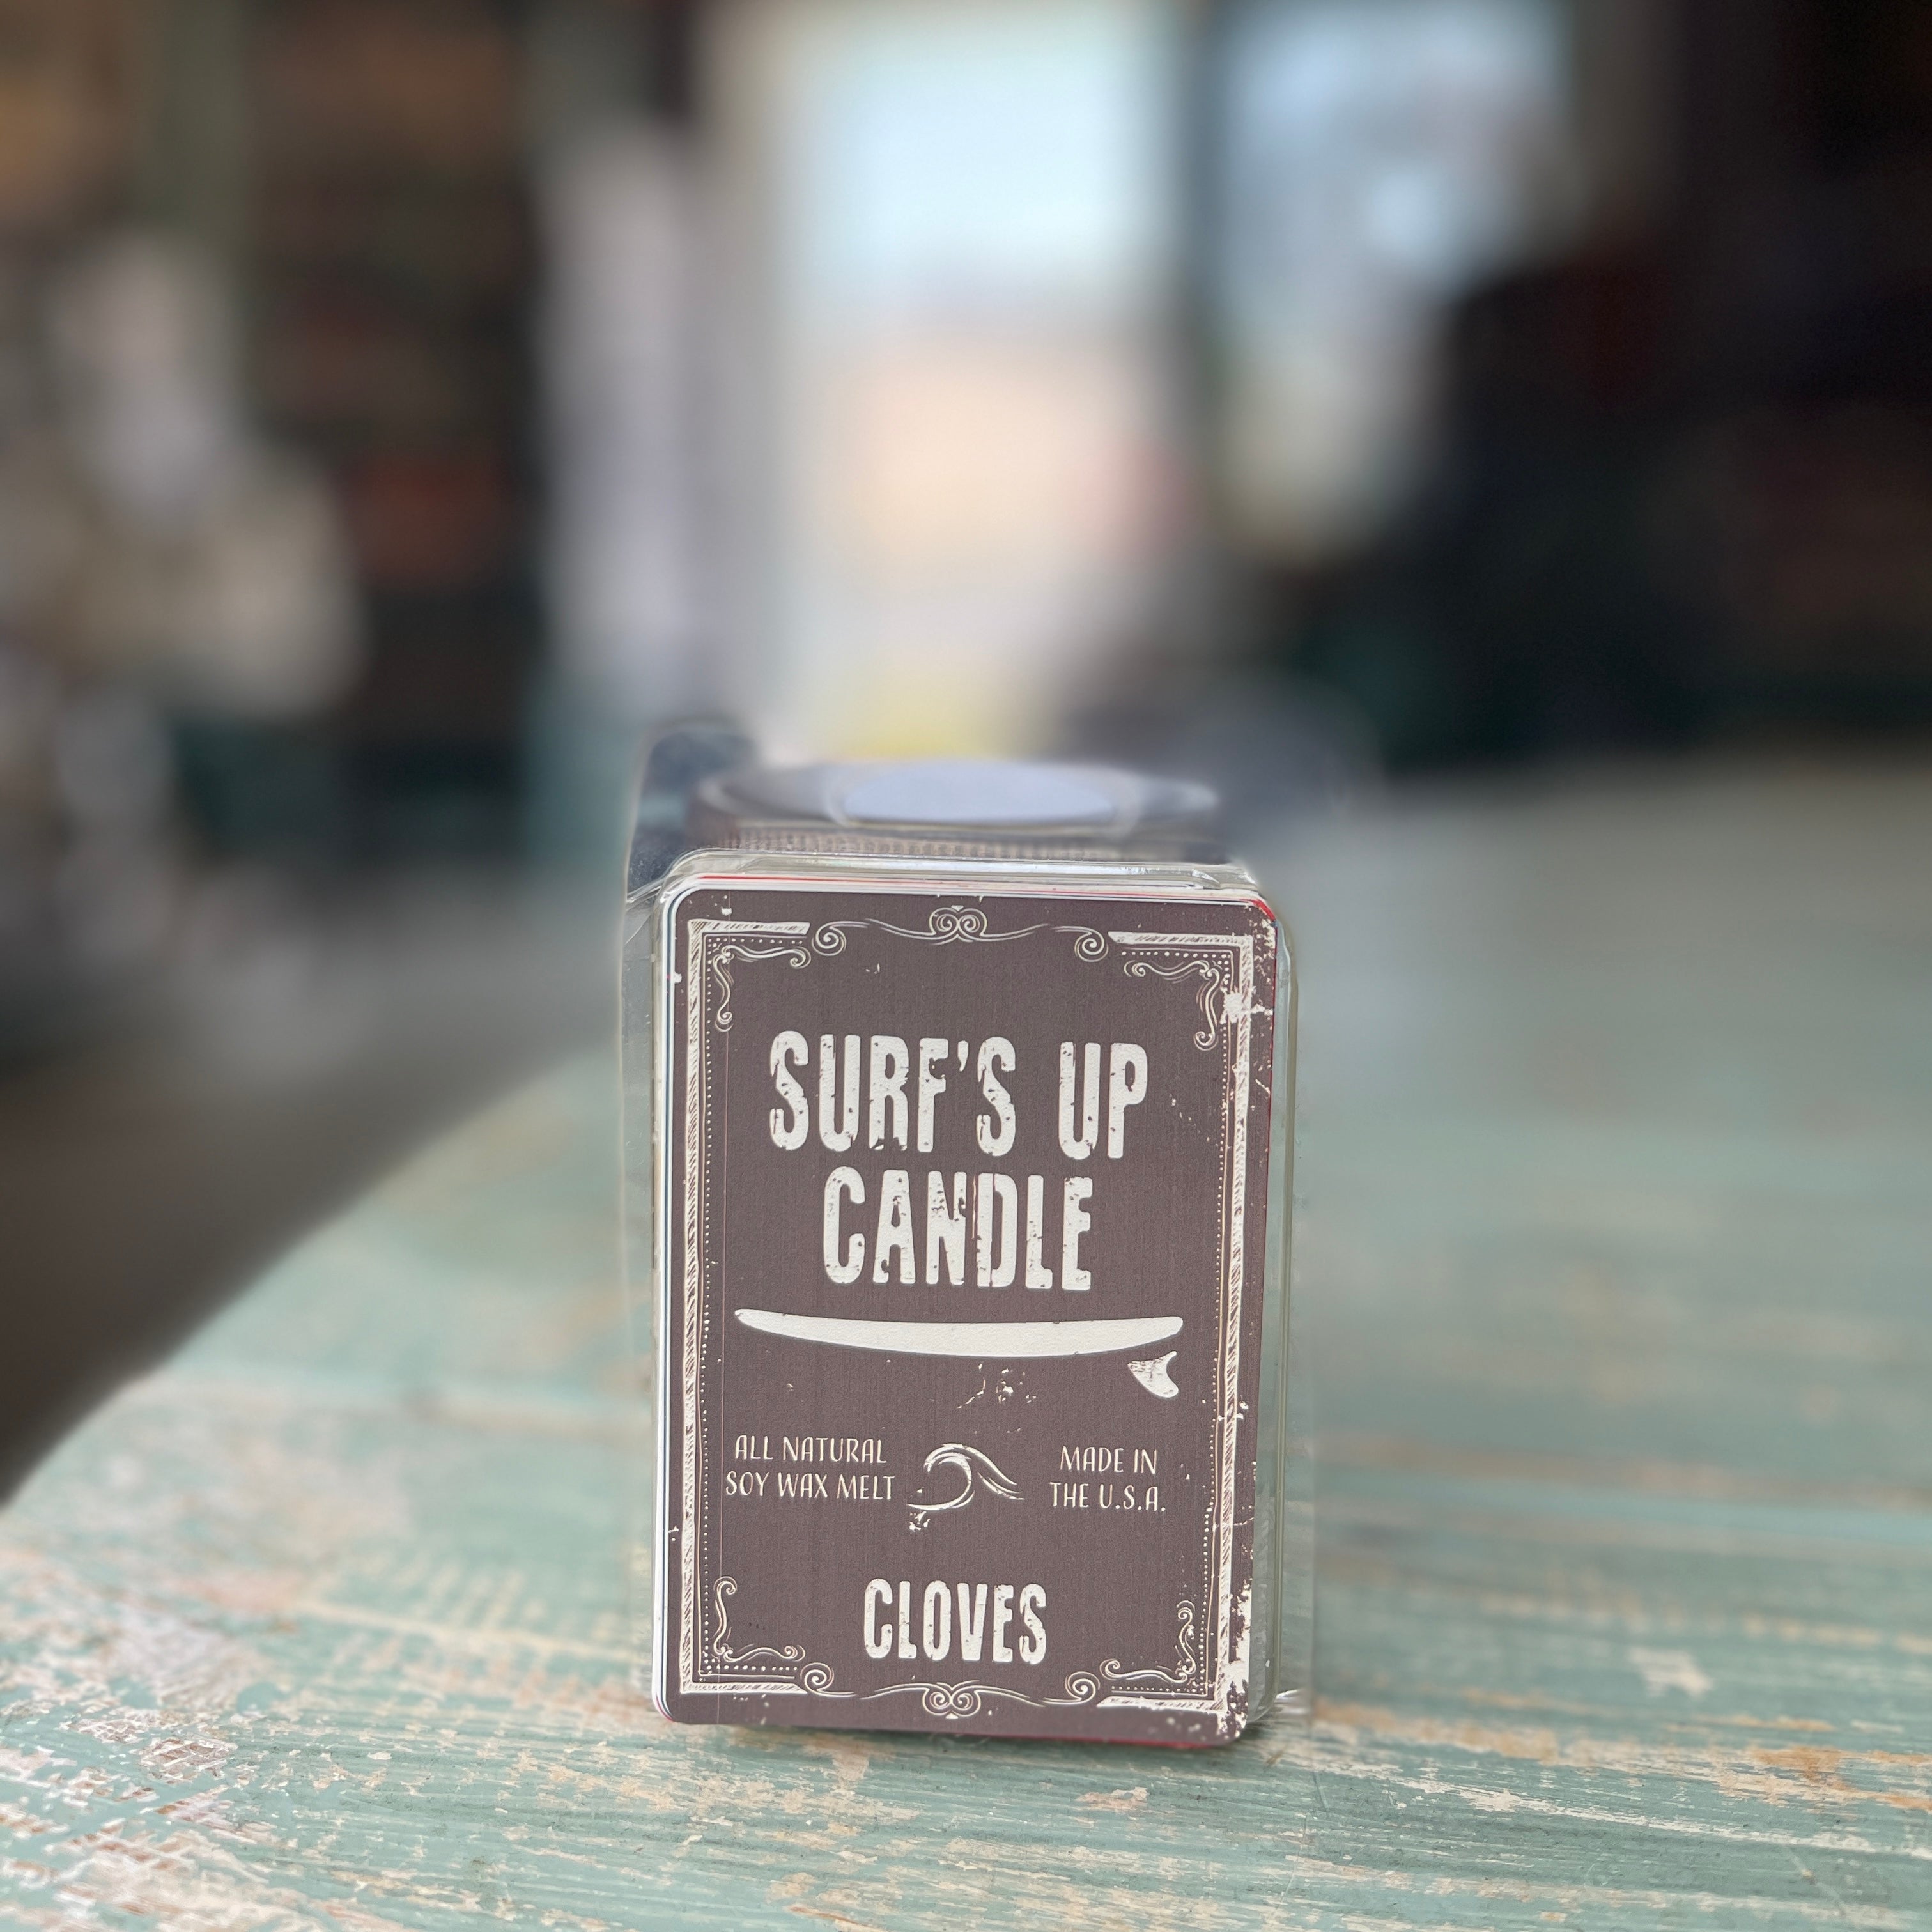 SURF'S UP
CANDLE
ALL NATURAL
SOY WAX MELT
MADE IN
THE U.S.A.
CLOVES